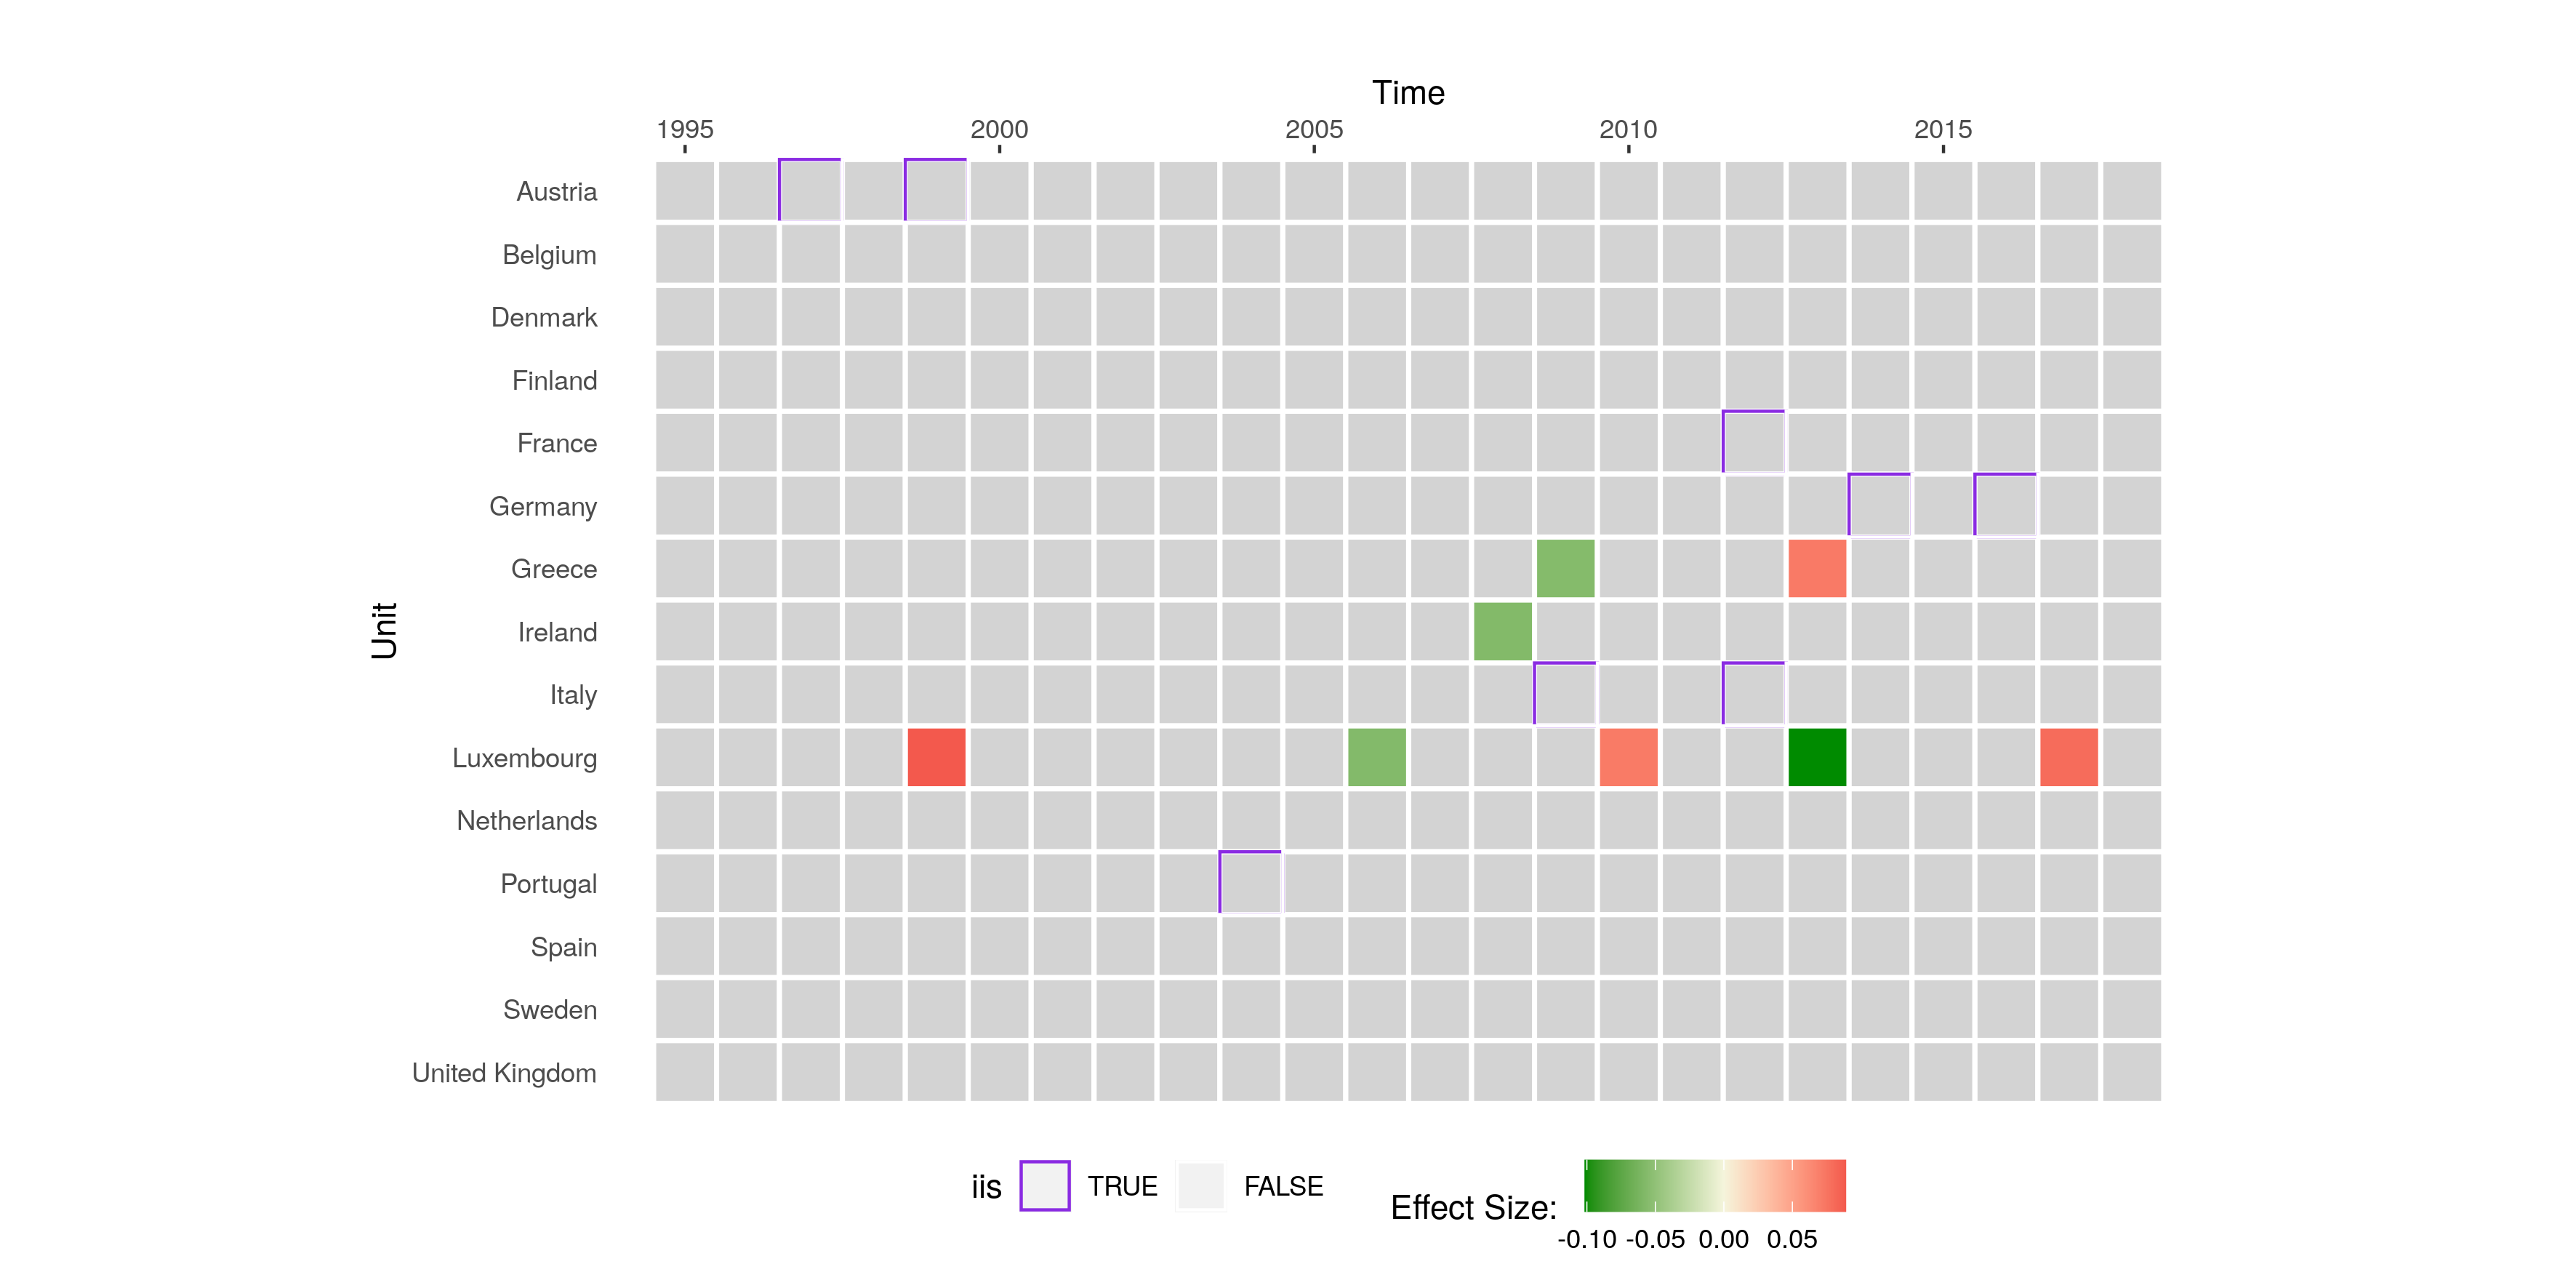 Time
1995 2000 2005 2010 2015
Austria
Belgium
Denmark
Finland
France
Germany
Greece
Ireland
Unit
Italy
Luxembourg
Netherlands
Portugal
Spain
Sweden
United Kingdom
iis TRUE FALSE
Effect Size:
-0.10 -0.05 0.00 0.05